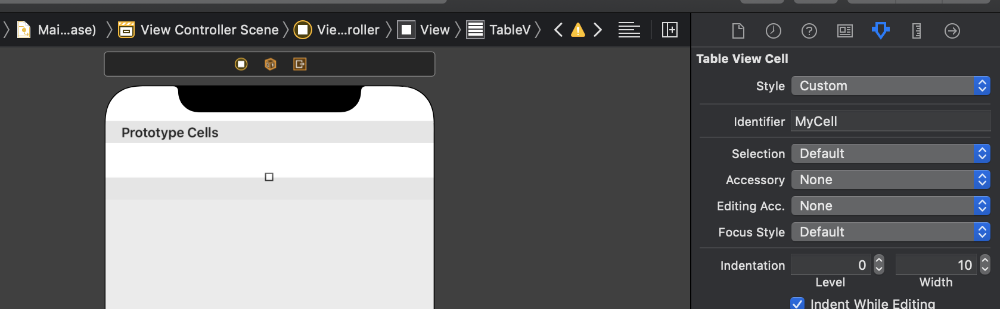 Mai...ase) View Controller Scene Vie...roller View TableV
Table View Cell
Style Custom
Identifier MyCell
Selection Default
Accessory None
Editing Acc. None
Focus Style Default
Indentation 0 10
Level Width
Indent While Editing
Prototype Cells